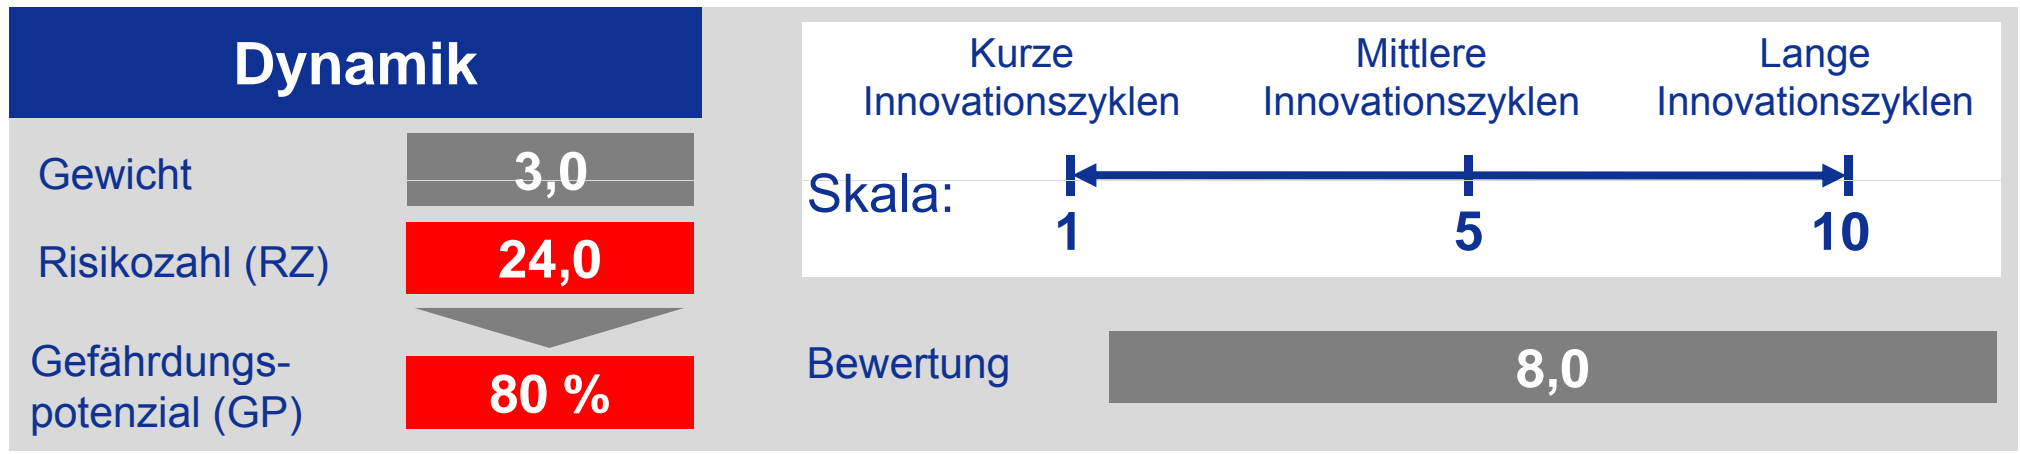 Dynamik
Gewicht
3,0
Risikozahl (RZ)
24,0
Gefährdungs-
potenzial (GP)
80 %
Kurze
Innovationszyklen
Mittlere
Innovationszyklen
Lange
Innovationszyklen
Skala:
1
5
10
Bewertung
8,0